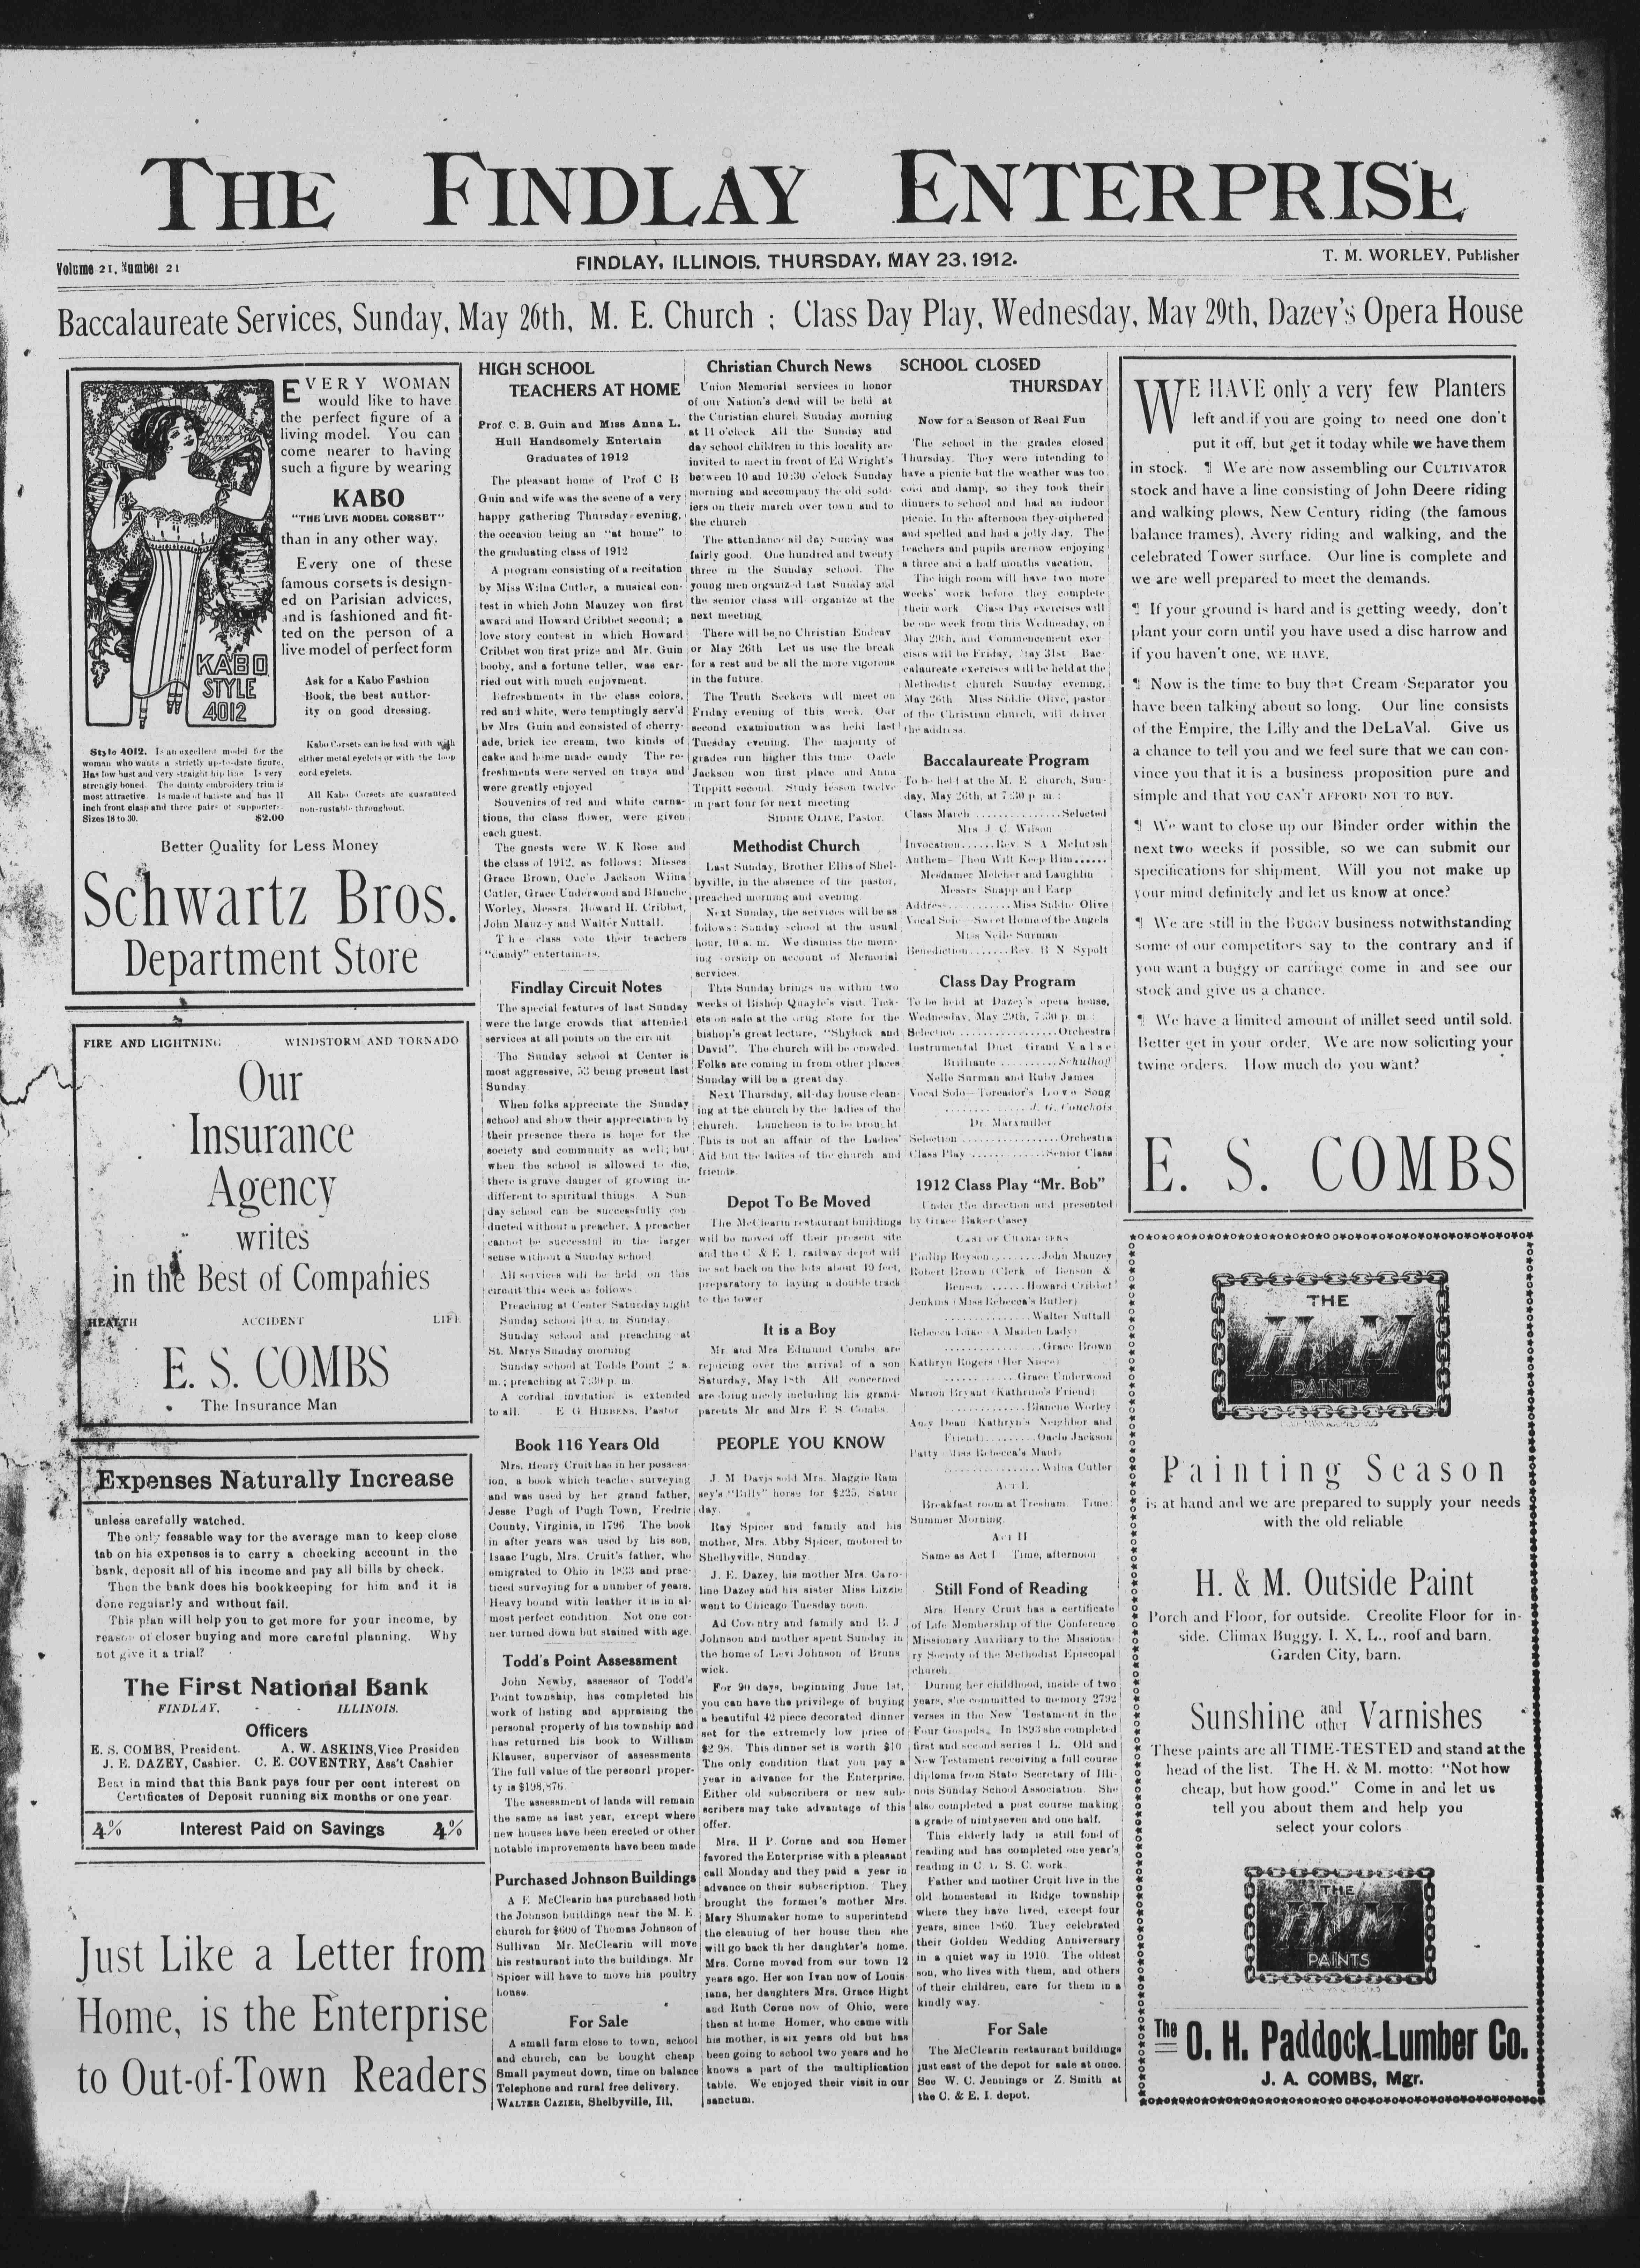 THE FINDLAY ENTERPRISE
Volume 21, Number 21
FINDLAY, ILLINOIS, THURSDAY, MAY 23, 1912.
T. M. WORLEY, Publisher
Baccalaureate Services, Sunday, May 26th, M. E. Church ; Class Day Play, Wednesday, May 29th, Dazey's Opera House
EVERY WOMAN
would like to have
the perfect figure of a
living model. You can
come nearer to having
such a figure by wearing
KABO
"THE LIVE MODEL CORSET"
than in any other way.
Every one of these
famous corsets is design-
ed on Parisian advices,
and is fashioned and fit-
ted on the person of a
live model of perfect form
Ask for a Kabo Fashion
Book, the best author-
ity on good dressing.
KABO
STYLE
4012
Style 4012. Is an excellent model for the
woman who wants a strictly up-to-date figure.
Has low bust and very straight hip line Is very
strongly boned. The dainty embroidery trim is
most attractive. Is made of batiste and has 11
inch front clasp and three pairs of supporters.
Sizes 18 to 30. $2.00
Kabo Corsets can be had with with
either metal eyelets or with the loop
cord eyelets.
All Kabo Corsets are guaranteed
non-rustable throughout.
Better Quality for Less Money
Schwartz Bros.
Department Store
FIRE AND LIGHTNING WINDSTORM AND TORNADO
Our
Insurance
Agency
writes
in the Best of Companies
HEALTH ACCIDENT LIFE
E. S. COMBS
The Insurance Man
Expenses Naturally Increase
unless carefully watched.
The only feasable way for the average man to keep close
tab on his expenses is to carry a checking account in the
bank, deposit all of his income and pay all bills by check.
Then the bank does his bookkeeping for him and it is
done regularly and without fail.
This plan will help you to get more for your income, by
reason of closer buying and more careful planning. Why
not give it a trial?
The First National Bank
FINDLAY, - - ILLINOIS.
Officers
E. S. COMBS, President. A. W. ASKINS, Vice Presiden
J. E. DAZEY, Cashier. C. E. COVENTRY, Ass't Cashier
Bear in mind that this Bank pays four per cent interest on
Certificates of Deposit running six months or one year.
4% Interest Paid on Savings 4%
Just Like a Letter from
Home, is the Enterprise
to Out-of-Town Readers
HIGH SCHOOL
TEACHERS AT HOME
Prof. C. B. Guin and Miss Anna L.
Hull Handsomely Entertain
Graduates of 1912
The pleasant home of Prof C B
Guin and wife was the scene of a very
happy gathering Thursday evening,
the occasion being an "at home" to
the graduating class of 1912
A program consisting of a recitation
by Miss Wilna Cutler, a musical con-
test in which John Mauzey won first
award and Howard Cribbet second; a
love story contest in which Howard
Cribbet won first prize and Mr. Guin
booby, and a fortune teller, was car-
ried out with much enjoyment.
Refreshments in the class colors,
red and white, were temptingly serv'd
by Mrs Guin and consisted of cherry-
ade, brick ice cream, two kinds of
cake and home made candy The re-
freshments were served on trays and
were greatly enjoyed
Souvenirs of red and white carna-
tions, the class flower, were given
each guest.
The guests were W. K Rose and
the class of 1912, as follows: Misses
Grace Brown, Oacle Jackson Wilna
Cutler, Grace Underwood and Blanche
Worley, Messrs. Howard H. Cribbet,
John Mauzey and Walter Nuttall.
The class vote their teachers
"dandy" entertainers.
Findlay Circuit Notes
The special features of last Sunday
were the large crowds that attended
services at all points on the circuit
The Sunday school at Center is
most aggressive, 53 being present last
Sunday
When folks appreciate the Sunday
school and show their appreciation by
their presence there is hope for the
society and community as well; but
when the school is allowed to die,
there is grave danger of growing in-
different to spiritual things. A Sun
day school can be successfully con
ducted without a preacher. A preacher
cannot be successful in the larger
sense without a Sunday school.
All services will be held on this
circuit this week as follows:
Preaching at Center Saturday night
Sunday school 10 a. m Sunday.
Sunday school and preaching at
St. Marys Sunday morning
Sunday school at Todds Point 2 a.
m.; preaching at 7:30 p. m.
A cordial invitation is extended
to all. E G. HIBBENS, Pastor
Book 116 Years Old
Mrs. Henry Cruit has in her possess-
ion, a book which teaches surveying
and was used by her grand father,
Jesse Pugh of Pugh Town, Fredric
County, Virginia, in 1796 The book
in after years was used by his son,
Isaac Pugh, Mrs. Cruit's father, who
emigrated to Ohio in 1833 and prac-
ticed surveying for a number of years.
Heavy bound with leather it is in al-
most perfect condition Not one cor-
ner turned down but stained with age.
Todd's Point Assessment
John Newby, assessor of Todd's
Point township, has completed his
work of listing and appraising the
personal property of his township and
has returned his book to William
Klauser, supervisor of assessments
The full value of the personrl proper-
ty is $198,876.
The assessment of lands will remain
the same as last year, except where
new houses have been erected or other
notable improvements have been made
Purchased Johnson Buildings
A F. McClearin has purchased both
the Johnson buildings near the M. E.
church for $600 of Thomas Johnson of
Sullivan Mr. McClearin will move
his restaurant into the buildings. Mr
Spicer will have to move his poultry
house.
For Sale
A small farm close to town, school
and church, can be bought cheap
Small payment down, time on balance
Telephone and rural free delivery.
WALTER CAZIER, Shelbyville, Ill.
Christian Church News
Union Memorial services in honor
of our Nation's dead will be held at
the Christian church Sunday morning
at 11 o'clock All the Sunday and
day school children in this locality are
invited to meet in front of Ed Wright's
between 10 and 10:30 o'clock Sunday
morning and accompany the old sold-
iers on their march over town and to
the church
The attendance all day Sunday was
fairly good. One hundred and twenty
three in the Sunday school. The
young men organized last Sunday and
the senior class will organize at the
next meeting
There will be no Christian Endeav
or May 26th Let us use the break
for a rest and be all the more vigorous
in the future.
The Truth Seekers will meet on
Friday evening of this week. Our
second examination was held last
Tuesday evening. The majority of
grades run higher this time. Oacle
Jackson won first place and Anna
Tippitt second. Study lesson twelve
in part four for next meeting
SIDDIE OLIVE, Pastor.
Methodist Church
Last Sunday, Brother Ellis of Shel-
byville, in the absence of the pastor,
preached morning and evening.
Next Sunday, the services will be as
follows: Sunday school at the usual
hour, 10 a. m. We dismiss the morn-
ing worship on account of Memorial
services.
This Sunday brings us within two
weeks of Bishop Quayle's visit. Tick-
ets on sale at the drug store for the
bishop's great lecture, "Shylock and
David". The church will be crowded.
Folks are coming in from other places
Sunday will be a great day
Next Thursday, all-day house clean-
ing at the church by the ladies of the
church. Luncheon is to be brought
This is not an affair of the Ladies'
Aid but the ladies of the church and
friends.
Depot To Be Moved
The McClearin restaurant buildings
will be moved off their present site
and the C & E. I. railway depot will
be set back on the lots about 40 feet,
preparatory to laying a double track
to the tower
It is a Boy
Mr. and Mrs Edmund Combs are
rejoicing over the arrival of a son
Saturday, May 18th All concerned
are doing nicely including his grand-
parents Mr and Mrs E S Combs.
PEOPLE YOU KNOW
J. M Davis sold Mrs. Maggie Ram
sey's "Billy" horse for $225, Satur
day.
Ray Spicer and family and his
mother, Mrs. Abby Spicer, motored to
Shelbyville, Sunday.
J. E. Dazey, his mother Mrs. Caro-
line Dazey and his sister Miss Lizzie
went to Chicago Tuesday noon.
Ad Coventry and family and B. J
Johnson and mother spent Sunday in
the home of Levi Johnson of Bruns
wick.
For 90 days, beginning June 1st,
you can have the privilege of buying
a beautiful 42 piece decorated dinner
set for the extremely low price of
$2 98. This dinner set is worth $10
The only condition that you pay a
year in advance for the Enterprise.
Either old subscribers or new sub-
scribers may take advantage of this
offer.
Mrs. H P. Corne and son Homer
favored the Enterprise with a pleasant
call Monday and they paid a year in
advance on their subscription. They
brought the former's mother Mrs.
Mary Shumaker home to superintend
the cleaning of her house then she
will go back th her daughter's home.
Mrs. Corne moved from our town 12
years ago. Her son Ivan now of Louis-
iana, her daughters Mrs. Grace Hight
and Ruth Corne now of Ohio, were
then at home Homer, who came with
his mother, is six years old but has
been going to school two years and he
knows a part of the multiplication
table. We enjoyed their visit in our
sanctum.
SCHOOL CLOSED
THURSDAY
Now for a Season of Real Fun
The school in the grades closed
Thursday. They were intending to
have a picnic but the weather was too
cool and damp, so they took their
dinners to school and had an indoor
picnic. In the afternoon they ciphered
and spelled and had a jolly day. The
teachers and pupils are now enjoying
a three and a half months vacation.
The high room will have two more
weeks' work before they complete
their work Class Day exercises will
be one week from this Wednesday, on
May 29th, and Commencement exer
cises will be Friday, May 31st Bac-
calaureate exercises will be held at the
Methodist church Sunday evening,
May 26th Miss Siddie Olive, pastor
of the Christian church, will deliver
the address.
Baccalaureate Program
To be held at the M. E church, Sun-
day, May 26th, at 7:30 p m.:
Class March ..............Selected
Mrs J C. Wilson
Invocation......Rev S A McIntosh
Anthem—Thou Wilt Keep Him......
Mesdames Melcher and Laughlin
Messrs Snapp and Earp
Address...........Miss Siddie Olive
Vocal Solo—Sweet Home of the Angels
Miss Nelle Surman
Benediction.......Rev. B N Sypolt
Class Day Program
To be held at Dazey's opera house,
Wednesday, May 29th, 7.30 p. m.:
Selection..................Orchestra
Instrumental Duet Grand Valse
Brilliante..........Schulhoff
Nelle Surman and Ruby James
Vocal Solo—Toreador's Love Song
...............J. G. Couchois
Dr Marxmiller
Selection..................Orchestra
Class Play..............Senior Class
1912 Class Play "Mr. Bob"
Under the direction and presented
by Grace Baker Casey
CAST OF CHARACTERS
Phillip Royson.........John Mauzey
Robert Brown (Clerk of Benson &
Benson......Howard Cribbet
Jenkins (Miss Rebecca's Butler)
................Walter Nuttall
Rebecca Luke (A Maiden Lady)
.................Grace Brown
Kathryn Rogers (Her Niece)
............Grace Underwood
Marion Bryant (Kathrine's Friend)
..............Blanche Worley
Amy Dean (Kathryn's Neighbor and
Friend).........Oacle Jackson
Patty (Miss Rebecca's Maid)
.................Wilna Cutler
ACT I.
Breakfast room at Tresham. Time:
Summer Morning.
ACT II
Same as Act I Time, afternoon
Still Fond of Reading
Mrs. Henry Cruit has a certificate
of Life Membership of the Conference
Missionary Auxiliary to the Missiona
ry Society of the Methodist Episcopal
church.
During her childhood, inside of two
years, she committed to memory 2792
verses in the New Testament in the
Four Gospels. In 1893 she completed
first and second series I L. Old and
New Testament receiving a full course
diploma from State Secretary of Illi-
nois Sunday School Association. She
also completed a post course making
a grade of nintyseven and one half.
This elderly lady is still fond of
reading and has completed one year's
reading in C L. S. C. work.
Father and mother Cruit live in the
old homestead in Ridge township
where they have lived, except four
years, since 1860. They celebrated
their Golden Wedding Anniversary
in a quiet way in 1910. The oldest
son, who lives with them, and others
of their children, care for them in a
kindly way.
For Sale
The McClearin restaurant buildings
just east of the depot for sale at once.
See W. C. Jennings or Z. Smith at
the C. & E. I. depot.
WE HAVE only a very few Planters
left and if you are going to need one don't
put it off, but get it today while we have them
in stock. ¶ We are now assembling our CULTIVATOR
stock and have a line consisting of John Deere riding
and walking plows, New Century riding (the famous
balance frames), Avery riding and walking, and the
celebrated Tower surface. Our line is complete and
we are well prepared to meet the demands.
¶ If your ground is hard and is getting weedy, don't
plant your corn until you have used a disc harrow and
if you haven't one, WE HAVE.
¶ Now is the time to buy that Cream Separator you
have been talking about so long. Our line consists
of the Empire, the Lilly and the DeLaVal. Give us
a chance to tell you and we feel sure that we can con-
vince you that it is a business proposition pure and
simple and that YOU CAN'T AFFORD NOT TO BUY.
¶ We want to close up our Binder order within the
next two weeks if possible, so we can submit our
specifications for shipment. Will you not make up
your mind definitely and let us know at once?
¶ We are still in the BUGGY business notwithstanding
some of our competitors say to the contrary and if
you want a buggy or carriage come in and see our
stock and give us a chance.
¶ We have a limited amount of millet seed until sold.
Better get in your order. We are now soliciting your
twine orders. How much do you want?
E. S. COMBS
THE
H & M
PAINTS
Painting Season
is at hand and we are prepared to supply your needs
with the old reliable
H. & M. Outside Paint
Porch and Floor, for outside. Creolite Floor for in-
side. Climax Buggy. I. X, L., roof and barn.
Garden City, barn.
Sunshine and other Varnishes
These paints are all TIME-TESTED and stand at the
head of the list. The H. & M. motto: "Not how
cheap, but how good." Come in and let us
tell you about them and help you
select your colors
THE
H & M
PAINTS
The O. H. Paddock Lumber Co.
J. A. COMBS, Mgr.